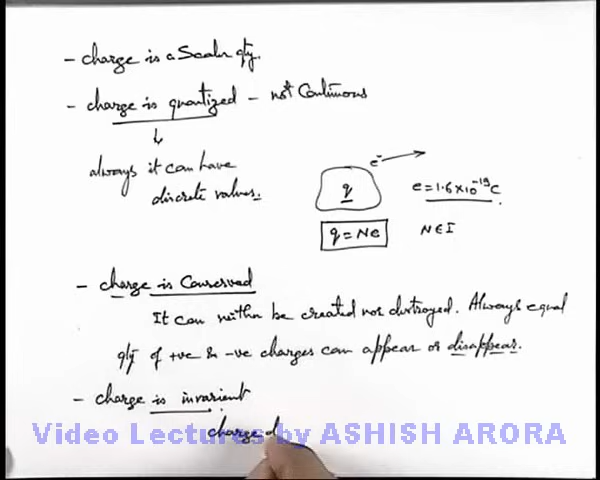 - charge is a Scalar qty.
- charge is quantized - not Continuous
always it can have
discrete values.
e⁻
q
e = 1.6 × 10⁻¹⁹ C
q = Ne
N ∈ I
- charge is Conserved
It can neither be created nor destroyed. Always equal
qty of +ve & -ve charges can appear or disappear.
- charge is invarient
charge d
Video Lectures by ASHISH ARORA